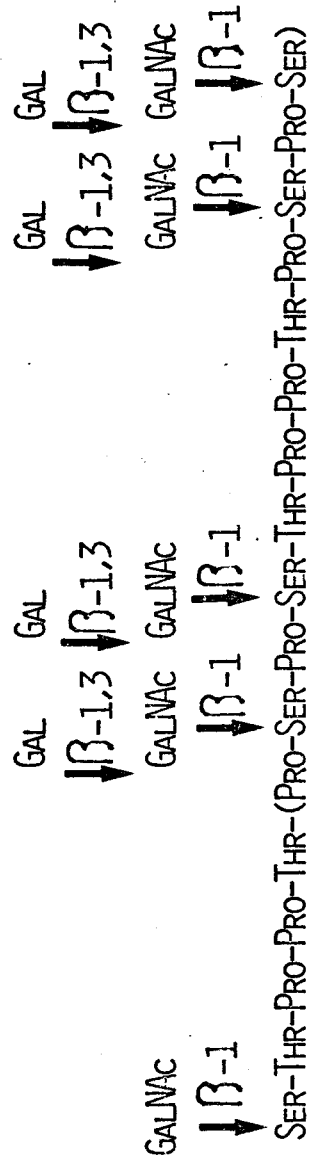 GAL GAL GAL GAL
β-1,3 β-1,3 β-1,3 β-1,3
GALNAC GALNAC GALNAC GALNAC GALNAC
β-1 β-1 β-1 β-1 β-1
SER-THR-PRO-PRO-THR-(PRO-SER-PRO-SER-THR-PRO-PRO-THR-PRO-SER-PRO-SER)